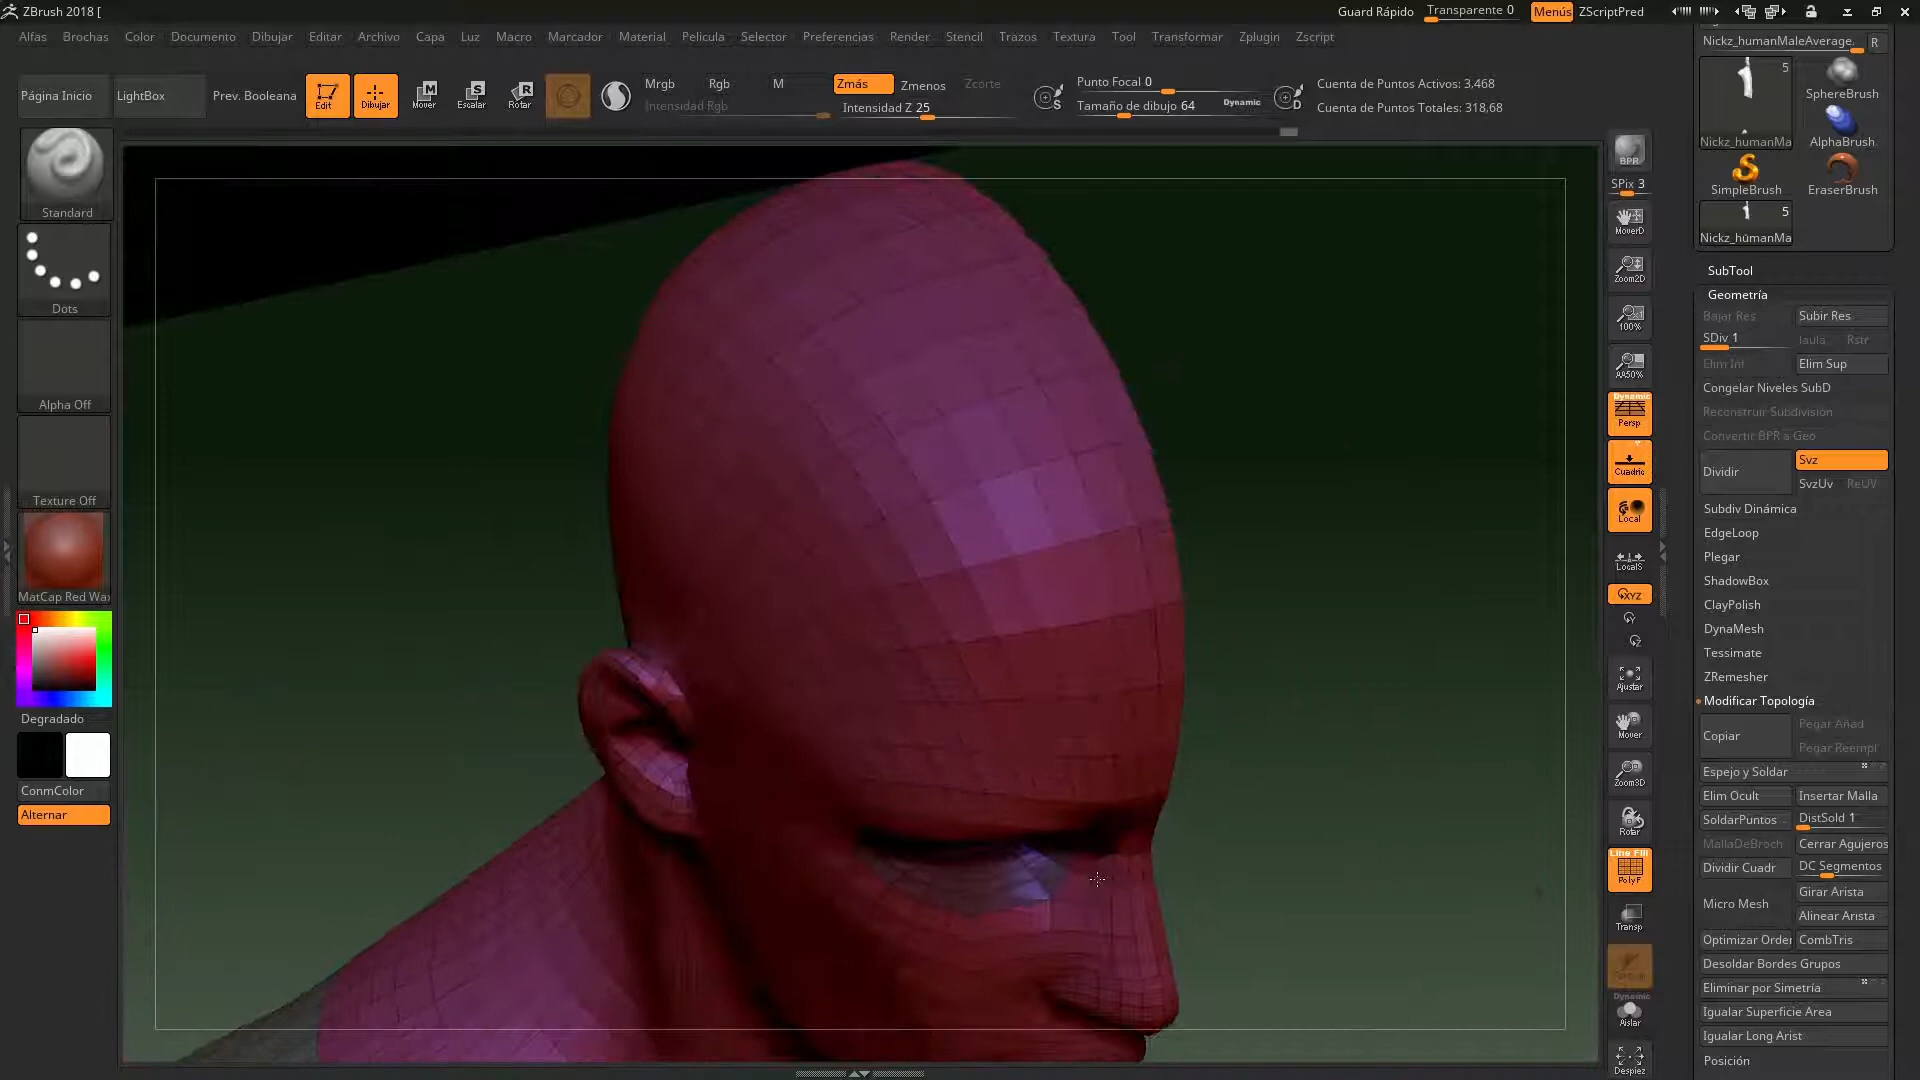 ZBrush 2018 [
Guard Rápido
Transparente 0
Menús
ZScriptPred
Alfas
Brochas
Color
Documento
Dibujar
Editar
Archivo
Capa
Luz
Macro
Marcador
Material
Película
Selector
Preferencias
Render
Stencil
Trazos
Textura
Tool
Transformar
Zplugin
Zscript
Página Inicio
LightBox
Prev. Booleana
Edit
Dibujar
Mover
Escalar
Rotar
Mrgb
Rgb
M
Intensidad Rgb
Zmás
Zmenos
Zcorte
Intensidad Z 25
Punto Focal 0
Tamaño de dibujo 64
Dynamic
Cuenta de Puntos Activos: 3,468
Cuenta de Puntos Totales: 318,68
Standard
Dots
Alpha Off
Texture Off
MatCap Red Wax
Degradado
ConmColor
Alternar
BPR
SPix 3
MoverD
Zoom2D
100%
AA50%
Dynamic
Persp
Cuadric
Local
LocalS
XYZ
Ajustar
Mover
Zoom3D
Rotar
Line Fill
PolyF
Transp
Dynamic
Aislar
Despiez
Nickz_humanMaleAverage.
R
5
Nickz_humanMa
SphereBrush
AlphaBrush
SimpleBrush
EraserBrush
5
Nickz_humanMa
SubTool
Geometría
Bajar Res
Subir Res
SDiv 1
Jaula
Rstr
Elim Inf
Elim Sup
Congelar Niveles SubD
Reconstruir Subdivisión
Convertir BPR a Geo
Dividir
Svz
SvzUv
ReUV
Subdiv Dinámica
EdgeLoop
Plegar
ShadowBox
ClayPolish
DynaMesh
Tessimate
ZRemesher
Modificar Topología
Copiar
Pegar Añad
Pegar Reempl
Espejo y Soldar
Elim Ocult
Insertar Malla
SoldarPuntos
DistSold 1
MallaDeBroch
Cerrar Agujeros
Dividir Cuadr
DC Segmentos
Micro Mesh
Girar Arista
Alinear Arista
Optimizar Orden
CombTris
Desoldar Bordes Grupos
Eliminar por Simetría
Igualar Superficie Area
Igualar Long Arist
Posición